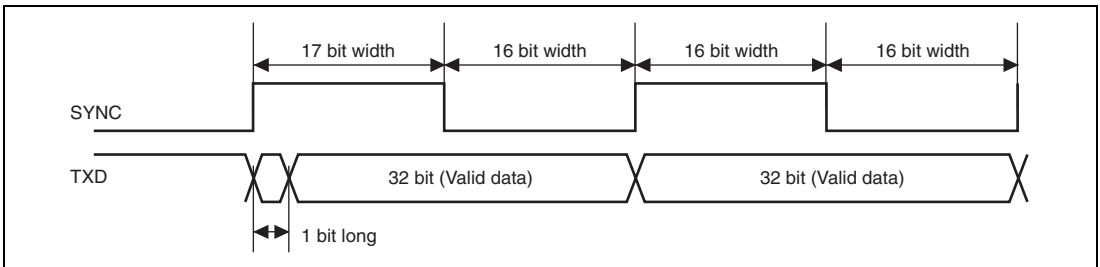 17 bit width 16 bit width 16 bit width 16 bit width
SYNC
TXD 32 bit (Valid data) 32 bit (Valid data)
1 bit long